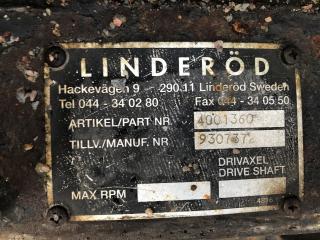 LINDERÖD
Hackevägen 9 - 290 11 Linderöd Sweden
Tel 044 - 34 02 80 Fax 044 - 34 05 50
ARTIKEL/PART NR 4001360
TILLV./MANUF. NR 9307372
DRIVAXEL
MAX RPM DRIVE SHAFT